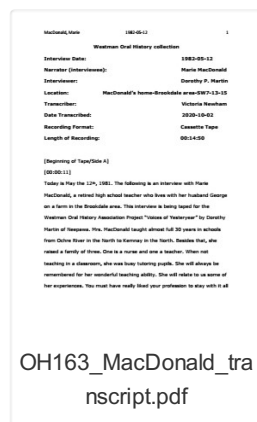 MacDonald, Marie 1982-05-12 1
Westman Oral History collection
Interview Date: 1982-05-12
Narrator (interviewee): Marie MacDonald
Interviewer: Dorothy P. Martin
Location: MacDonald's home-Brookdale area-SW7-13-15
Transcriber: Victoria Newham
Date Transcribed: 2020-10-02
Recording Format: Cassette Tape
Length of Recording: 00:14:50
[Beginning of Tape/Side A]
[00:00:11]
Today is May the 12th, 1981. The following is an interview with Marie
MacDonald, a retired high school teacher who lives with her husband George
on a farm in the Brookdale area. This interview is being taped for the
Westman Oral History Association Project "Voices of Yesteryear" by Dorothy
Martin of Neepawa. Mrs. MacDonald taught almost full 30 years in schools
from Ochre River in the North to Kemnay in the North. Besides that, she
raised a family of three. One is a nurse and one a teacher. When not
teaching in a classroom, she was busy tutoring pupils. She will always be
remembered for her wonderful teaching ability. She will relate to us some of
her experiences. You must have really liked your profession to stay with it all
OH163_MacDonald_tra
nscript.pdf